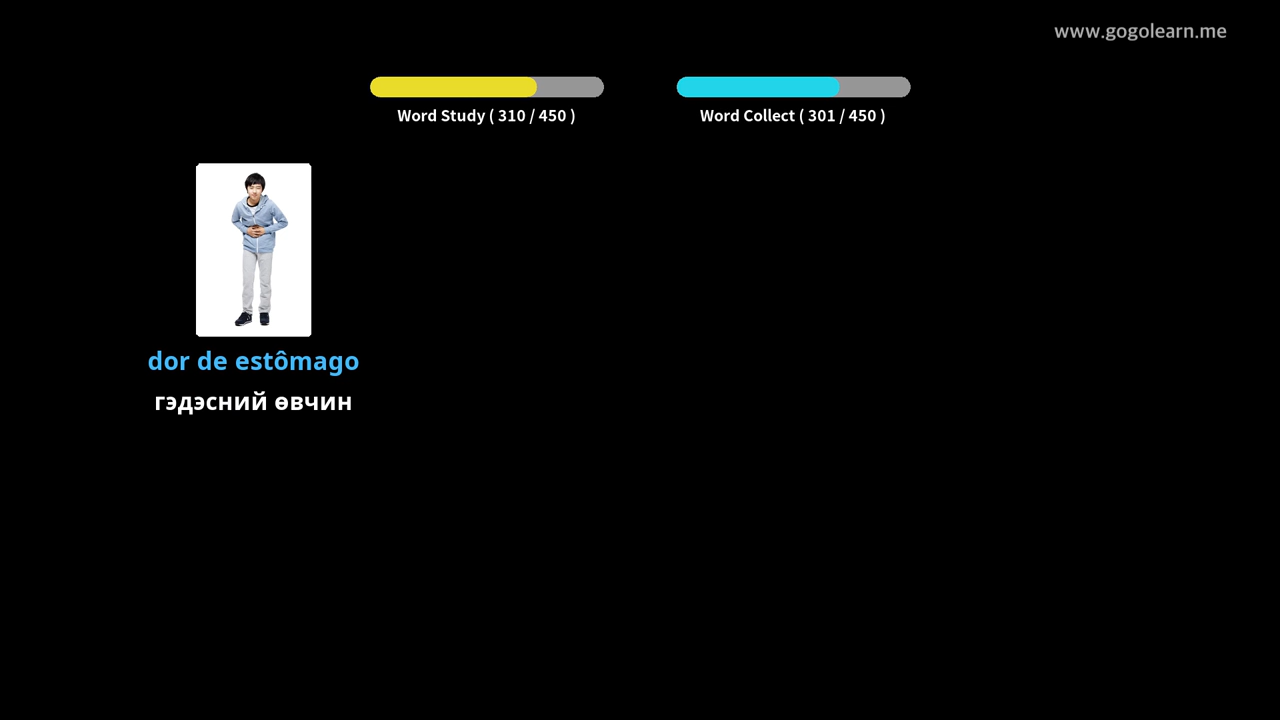 www.gogolearn.me
Word Study ( 310 / 450 )
Word Collect ( 301 / 450 )
dor de estômago
гэдэсний өвчин